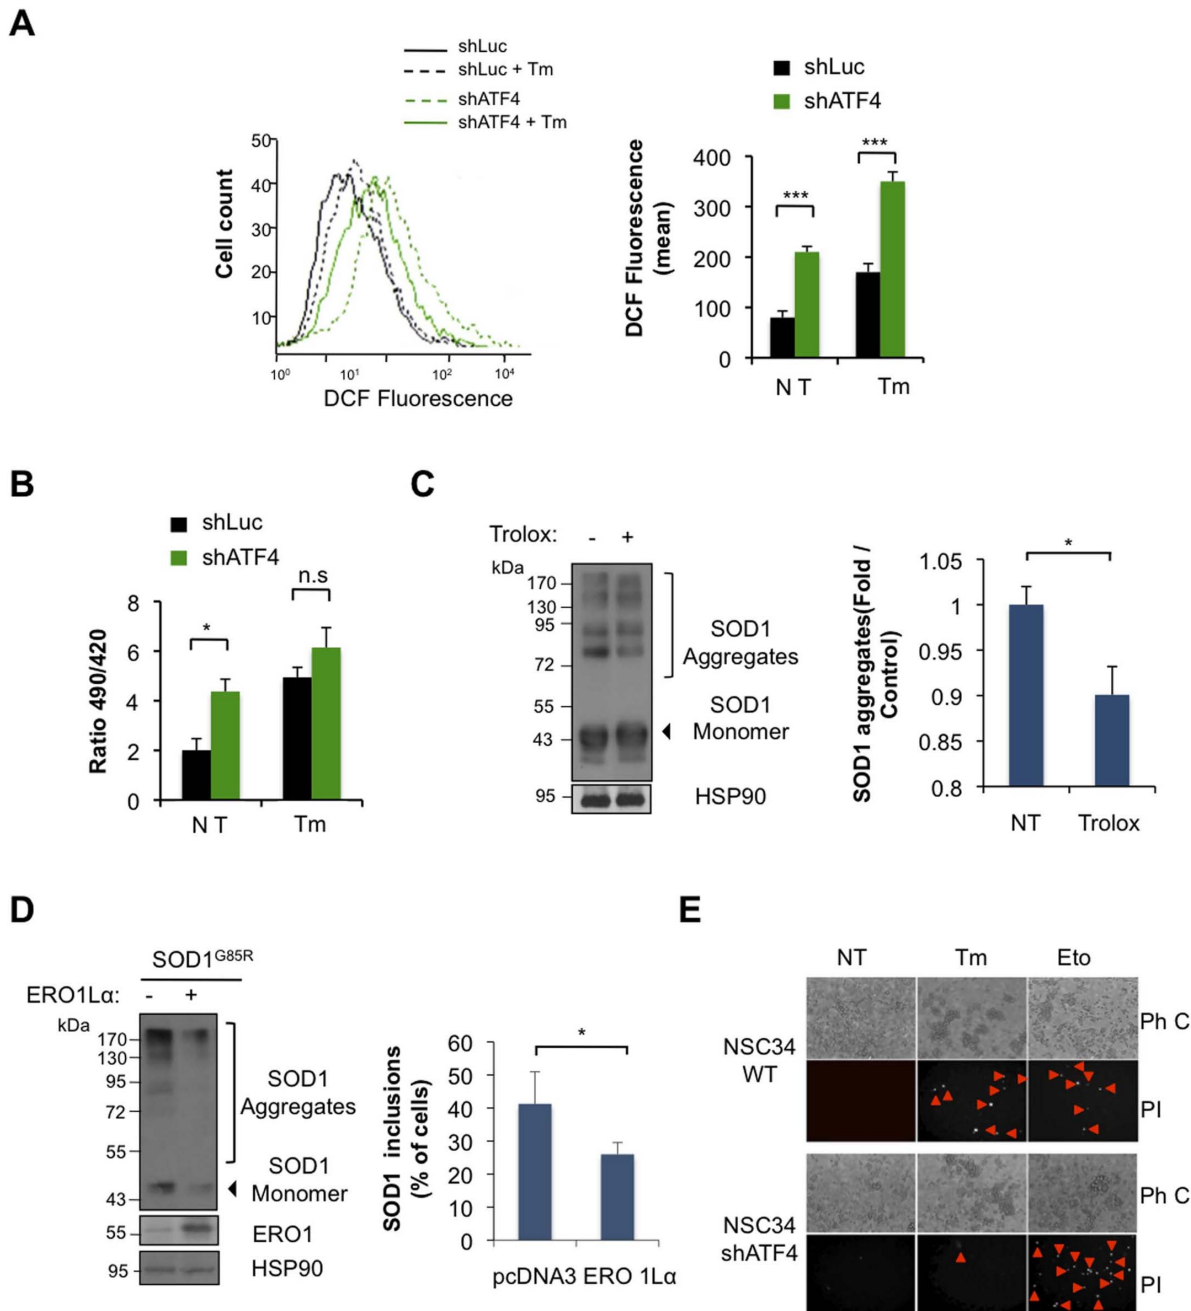 A
shLuc
shLuc + Tm
shATF4
shATF4 + Tm
50
40
30
20
10
Cell count
10⁰
10¹
10²
10⁴
DCF Fluorescence
shLuc
shATF4
DCF Fluorescence
(mean)
400
300
200
100
0
***
***
N T
Tm
B
shLuc
shATF4
Ratio 490/420
8
6
4
2
0
*
n.s
N T
Tm
C
Trolox:
-
+
kDa
170
130
95
72
55
43
95
SOD1
Aggregates
SOD1
Monomer
HSP90
SOD1 aggregates(Fold /
Control)
1.05
1
0.95
0.9
0.85
0.8
*
NT
Trolox
D
SOD1ᴳ⁸⁵ᴿ
ERO1Lα:
-
+
kDa
170
130
95
72
55
43
55
95
SOD1
Aggregates
SOD1
Monomer
ERO1
HSP90
SOD1 inclusions
(% of cells)
60
50
40
30
20
10
0
*
pcDNA3 ERO 1Lα
E
NT
Tm
Eto
NSC34
WT
Ph C
PI
NSC34
shATF4
Ph C
PI